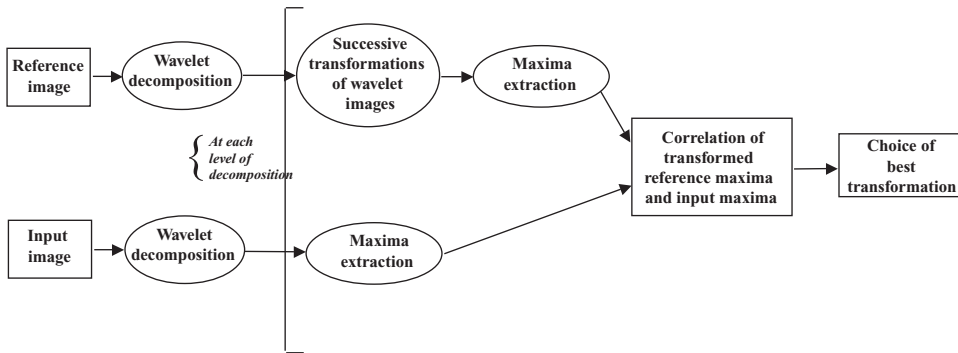 Reference
image
Wavelet
decomposition
Successive
transformations
of wavelet
images
Maxima
extraction
At each
level of
decomposition
Correlation of
transformed
reference maxima
and input maxima
Choice of
best
transformation
Input
image
Wavelet
decomposition
Maxima
extraction